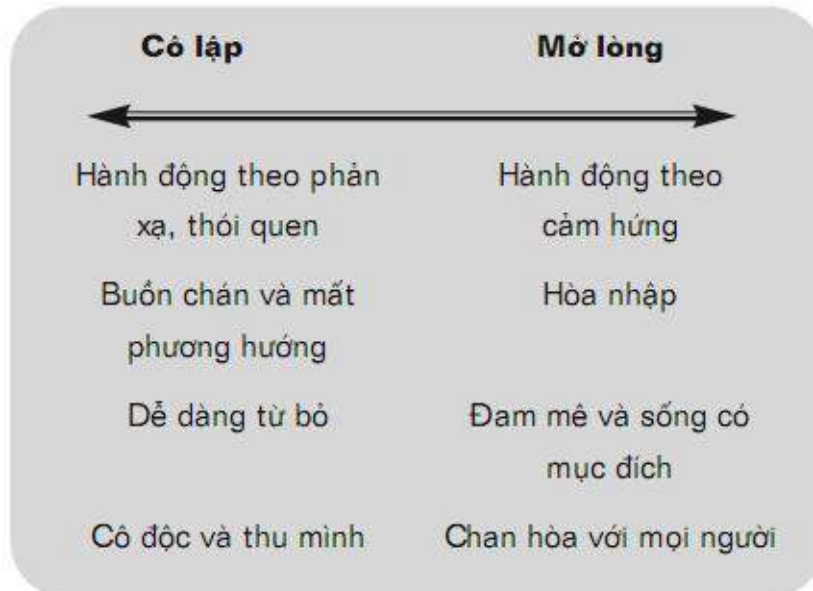 Cô lập Mở lòng
Hành động theo phản Hành động theo
xạ, thói quen cảm hứng
Buồn chán và mất Hòa nhập
phương hướng
Dễ dàng từ bỏ Đam mê và sống có
mục đích
Cô độc và thu mình Chan hòa với mọi người